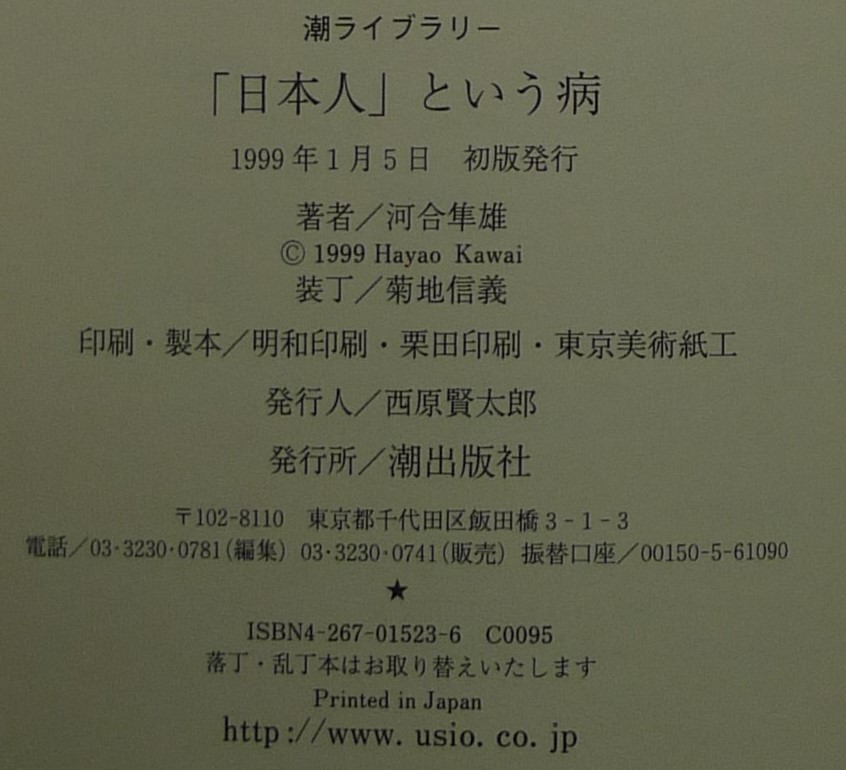 潮ライブラリー
「日本人」という病
1999年1月5日　初版発行
著者／河合隼雄
© 1999 Hayao Kawai
装丁／菊地信義
印刷・製本／明和印刷・栗田印刷・東京美術紙工
発行人／西原賢太郎
発行所／潮出版社
〒102-8110　東京都千代田区飯田橋3-1-3
電話／03·3230·0781(編集) 03·3230·0741(販売) 振替口座／00150-5-61090
★
ISBN4-267-01523-6　C0095
落丁・乱丁本はお取り替えいたします
Printed in Japan
http://www.usio.co.jp